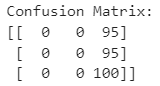 Confusion Matrix:
[[  0   0  95]
 [  0   0  95]
 [  0   0 100]]